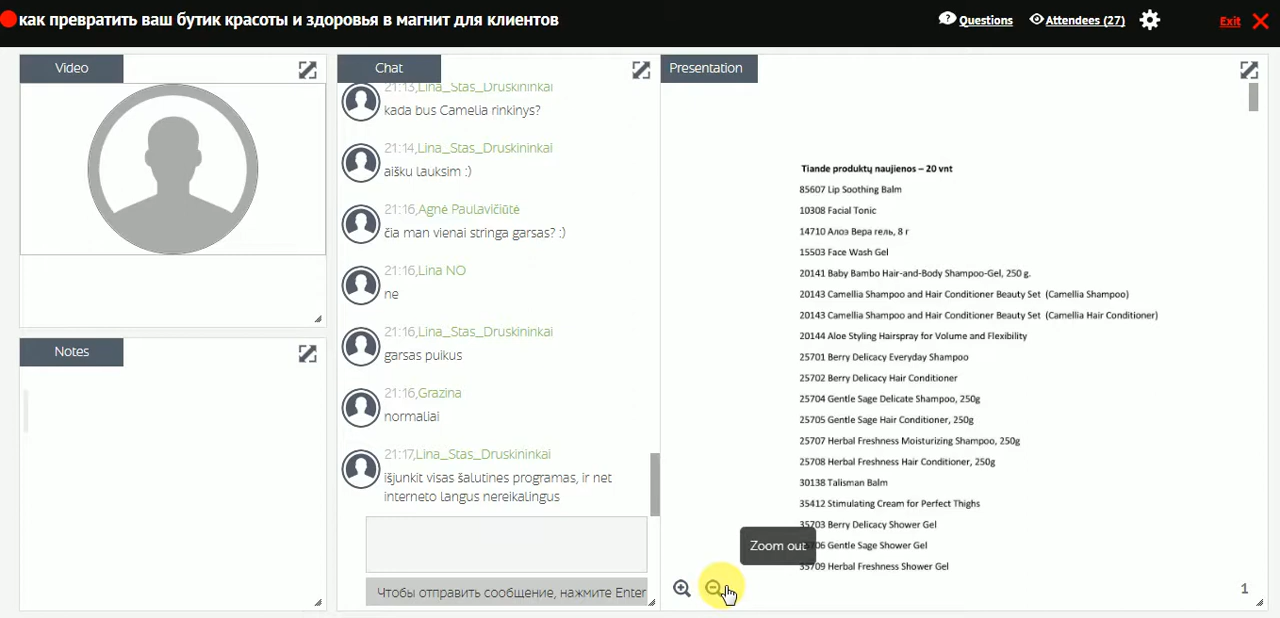 как превратить ваш бутик красоты и здоровья в магнит для клиентов
Questions
Attendees (27)
Exit
Video
Notes
Chat
21:13,Lina_Stas_Druskininkai
kada bus Camelia rinkinys?
21:14,Lina_Stas_Druskininkai
aišku lauksim :)
21:16,Agnė Paulavičiūtė
čia man vienai stringa garsas? :)
21:16,Lina NO
ne
21:16,Lina_Stas_Druskininkai
garsas puikus
21:16,Grazina
normaliai
21:17,Lina_Stas_Druskininkai
išjunkit visas šalutines programas, ir net
interneto langus nereikalingus
Чтобы отправить сообщение, нажмите Enter
Presentation
Tiande produktų naujienos – 20 vnt
85607 Lip Soothing Balm
10308 Facial Tonic
14710 Алоэ Вера гель, 8 г
15503 Face Wash Gel
20141 Baby Bambo Hair-and-Body Shampoo-Gel, 250 g.
20143 Camellia Shampoo and Hair Conditioner Beauty Set (Camellia Shampoo)
20143 Camellia Shampoo and Hair Conditioner Beauty Set (Camellia Hair Conditioner)
20144 Aloe Styling Hairspray for Volume and Flexibility
25701 Berry Delicacy Everyday Shampoo
25702 Berry Delicacy Hair Conditioner
25704 Gentle Sage Delicate Shampoo, 250g
25705 Gentle Sage Hair Conditioner, 250g
25707 Herbal Freshness Moisturizing Shampoo, 250g
25708 Herbal Freshness Hair Conditioner, 250g
30138 Talisman Balm
35412 Stimulating Cream for Perfect Thighs
35703 Berry Delicacy Shower Gel
Gentle Sage Shower Gel
35709 Herbal Freshness Shower Gel
Zoom out
1